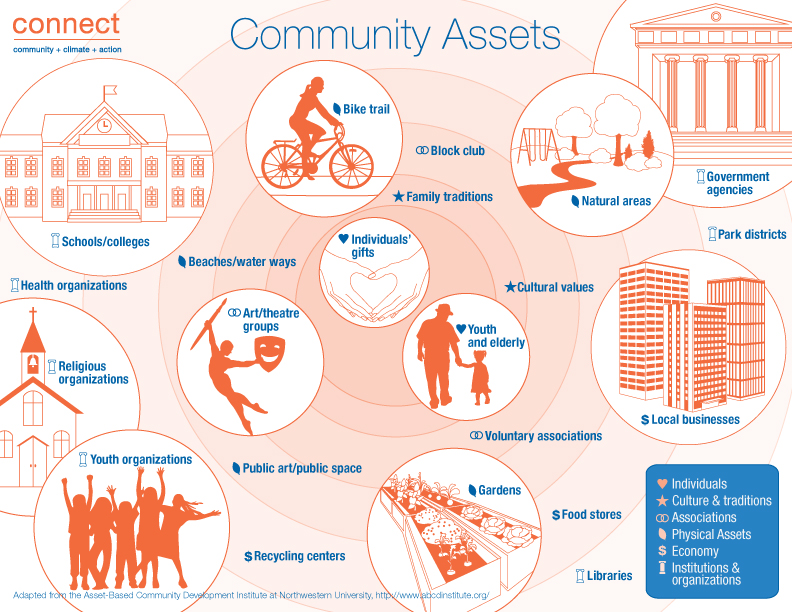 connect
community + climate + action
Community Assets
Bike trail
Block club
Family traditions
Natural areas
Government
agencies
Schools/colleges
Individuals'
gifts
Park districts
Beaches/water ways
Health organizations
Cultural values
Art/theatre
groups
Youth
and elderly
Religious
organizations
$ Local businesses
Voluntary associations
Youth organizations
Public art/public space
Gardens
$ Food stores
$ Recycling centers
Libraries
Individuals
Culture & traditions
Associations
Physical Assets
$ Economy
Institutions &
organizations
Adapted from the Asset-Based Community Development Institute at Northwestern University, http://www.abcdinstitute.org/